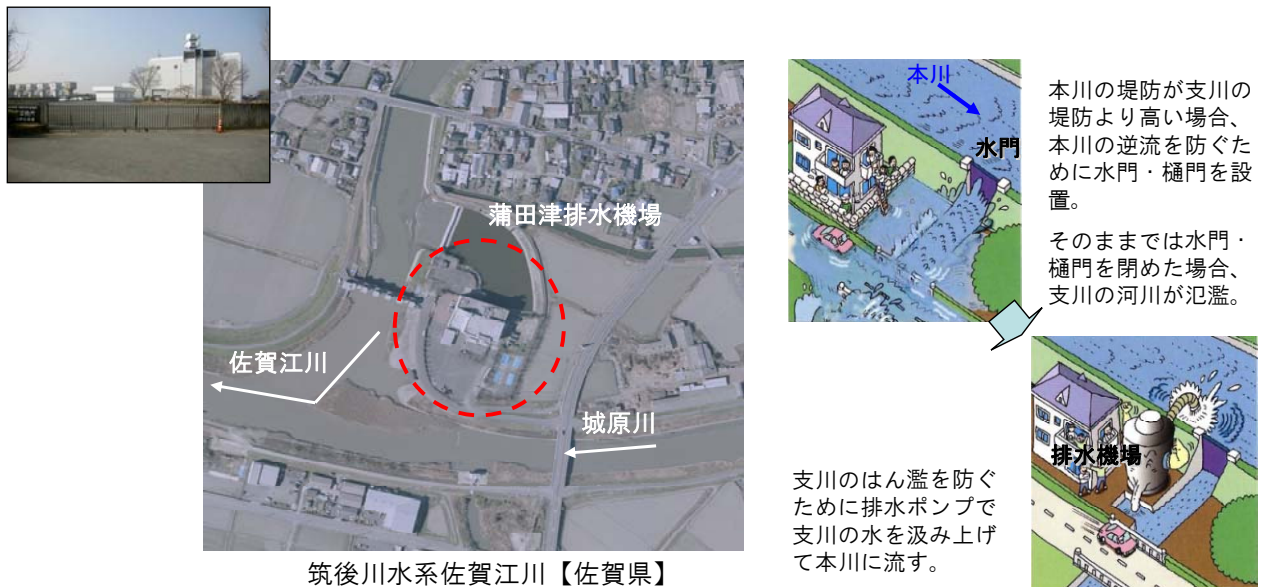 蒲田津排水機場
佐賀江川
城原川
筑後川水系佐賀江川【佐賀県】
本川
水門
本川の堤防が支川の
堤防より高い場合、
本川の逆流を防ぐた
めに水門・樋門を設
置。
そのままでは水門・
樋門を閉めた場合、
支川の河川が氾濫。
排水機場
支川のはん濫を防ぐ
ために排水ポンプで
支川の水を汲み上げ
て本川に流す。